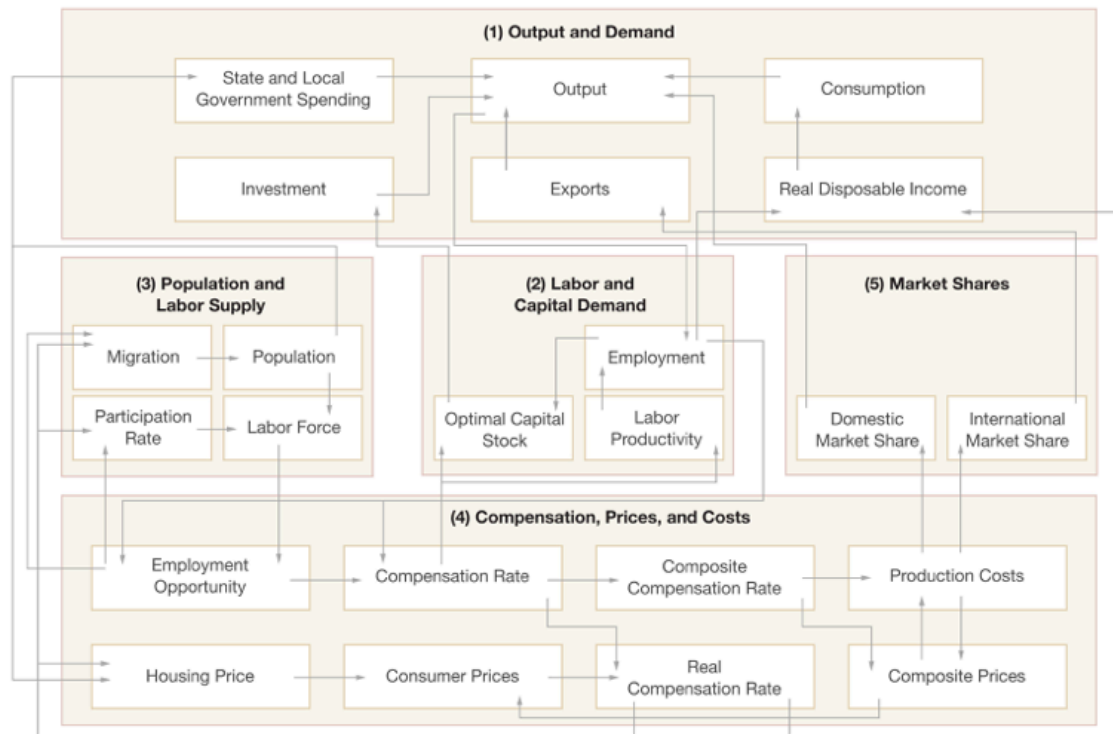 (1) Output and Demand
State and Local
Government Spending
Output
Consumption
Investment
Exports
Real Disposable Income
(3) Population and
Labor Supply
Migration
Population
Participation
Rate
Labor Force
(2) Labor and
Capital Demand
Employment
Optimal Capital
Stock
Labor
Productivity
(5) Market Shares
Domestic
Market Share
International
Market Share
(4) Compensation, Prices, and Costs
Employment
Opportunity
Compensation Rate
Composite
Compensation Rate
Production Costs
Housing Price
Consumer Prices
Real
Compensation Rate
Composite Prices